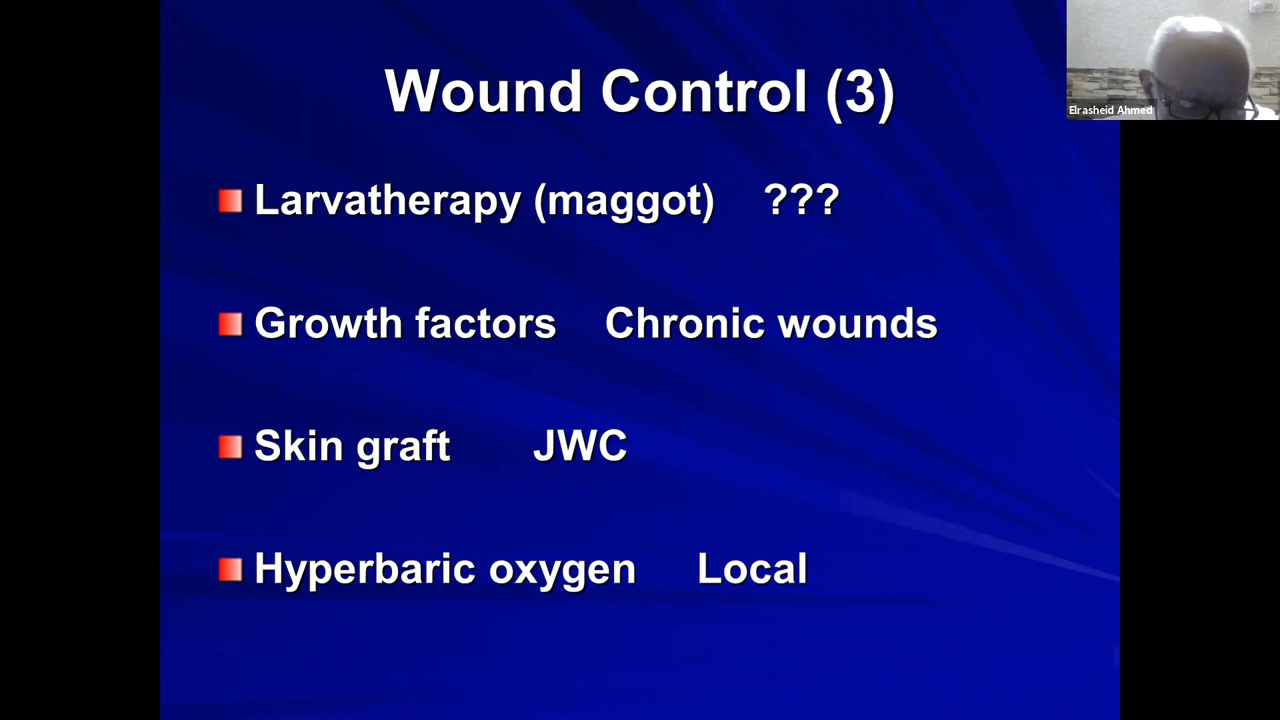 Wound Control (3)
Elrasheid Ahmed
Larvatherapy (maggot) ???
Growth factors Chronic wounds
Skin graft JWC
Hyperbaric oxygen Local